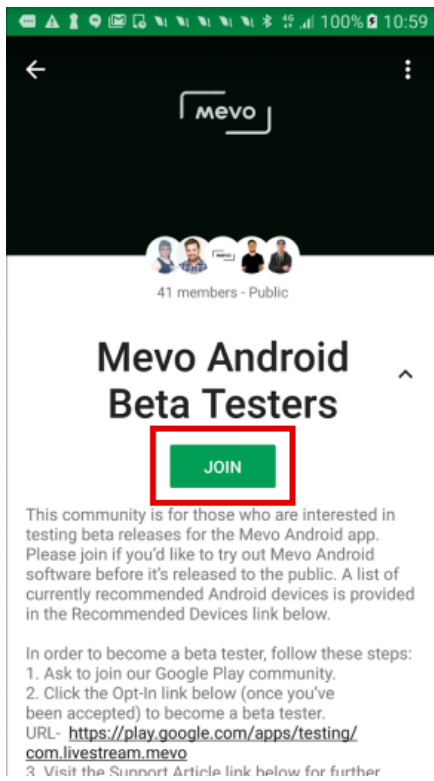 4G 100% 10:59
mevo
mevo
41 members - Public
Mevo Android
Beta Testers
JOIN
This community is for those who are interested in
testing beta releases for the Mevo Android app.
Please join if you'd like to try out Mevo Android
software before it's released to the public. A list of
currently recommended Android devices is provided
in the Recommended Devices link below.
In order to become a beta tester, follow these steps:
1. Ask to join our Google Play community.
2. Click the Opt-In link below (once you've
been accepted) to become a beta tester.
URL- https://play.google.com/apps/testing/
com.livestream.mevo
3. Visit the Support Article link below for further